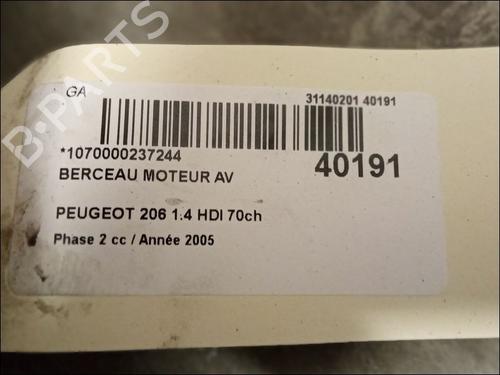 GA
31140201 40191
*1070000237244
40191
BERCEAU MOTEUR AV
PEUGEOT 206 1.4 HDI 70ch
Phase 2 cc / Année 2005
B-PARTS